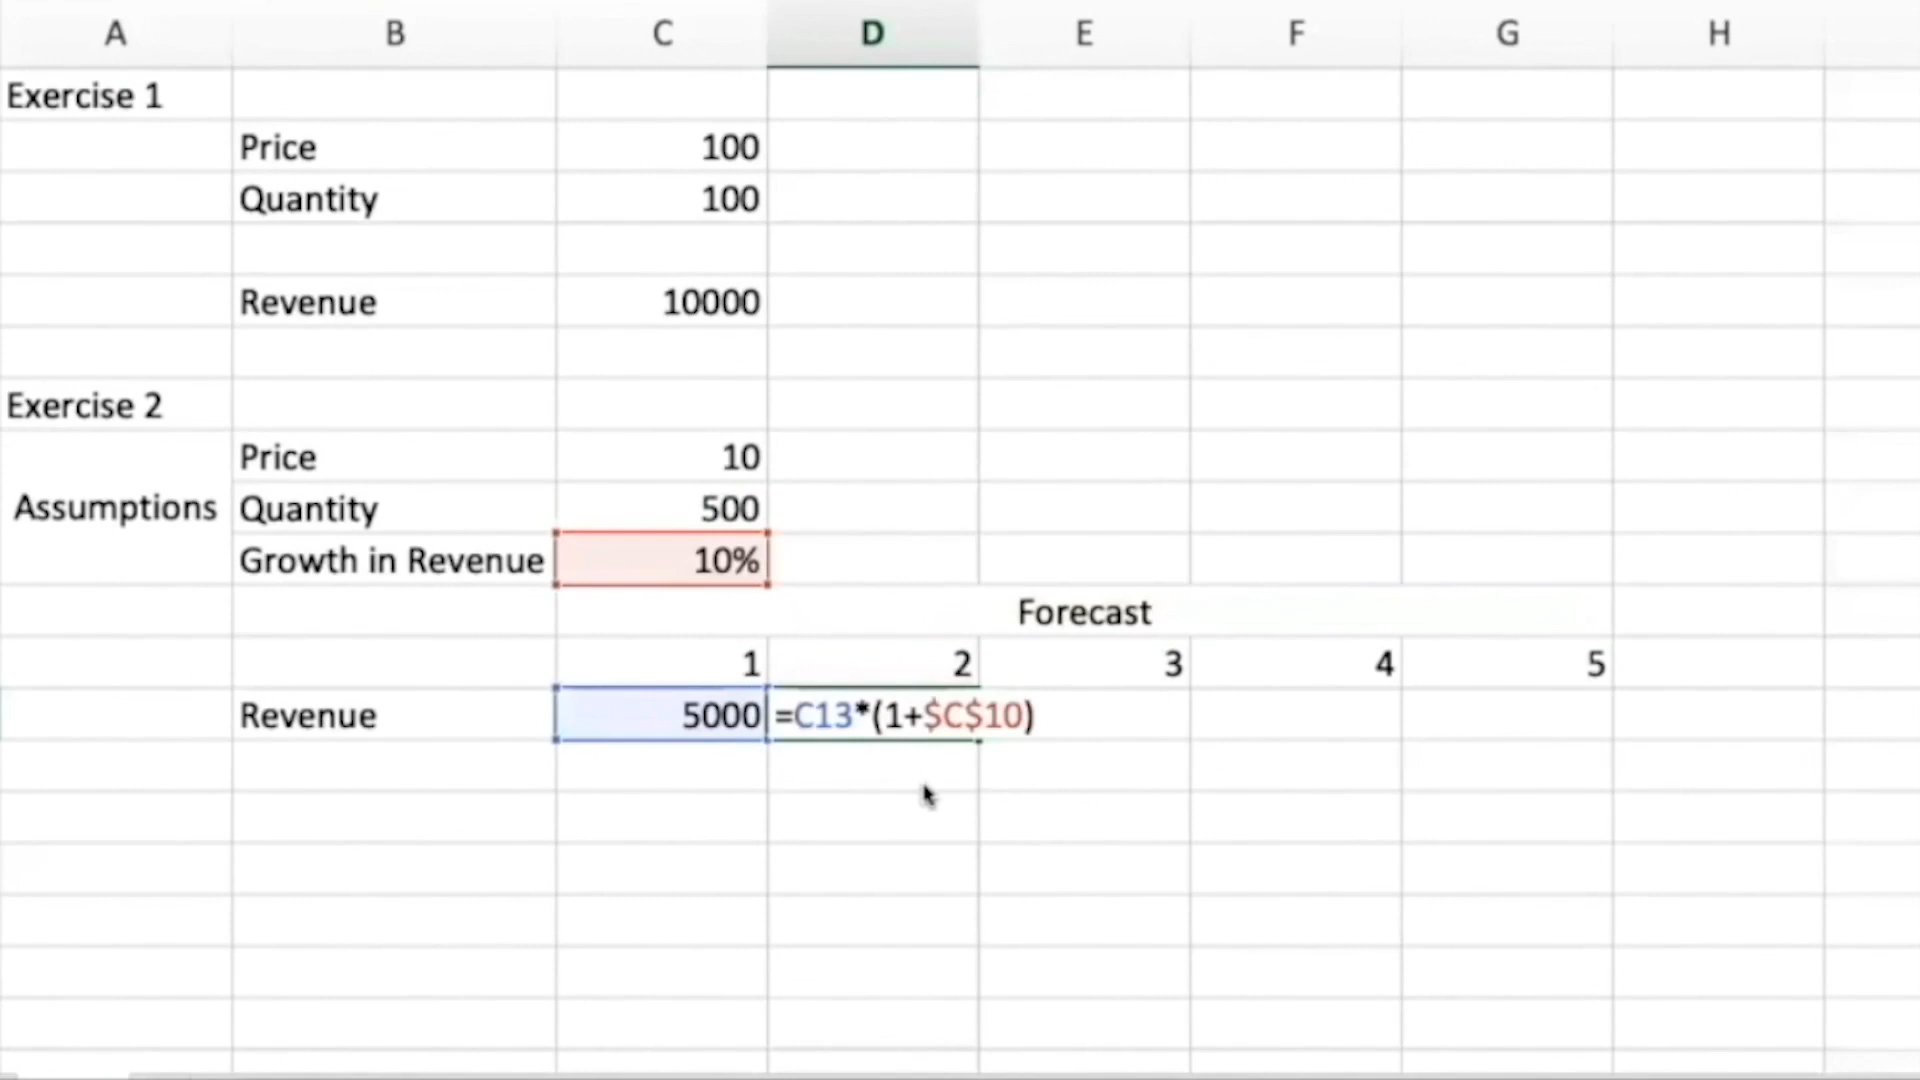 A B C D E F G H
Exercise 1
Price 100
Quantity 100
Revenue 10000
Exercise 2
Price 10
Assumptions Quantity 500
Growth in Revenue 10%
Forecast
1 2 3 4 5
Revenue 5000 =C13*(1+$C$10)